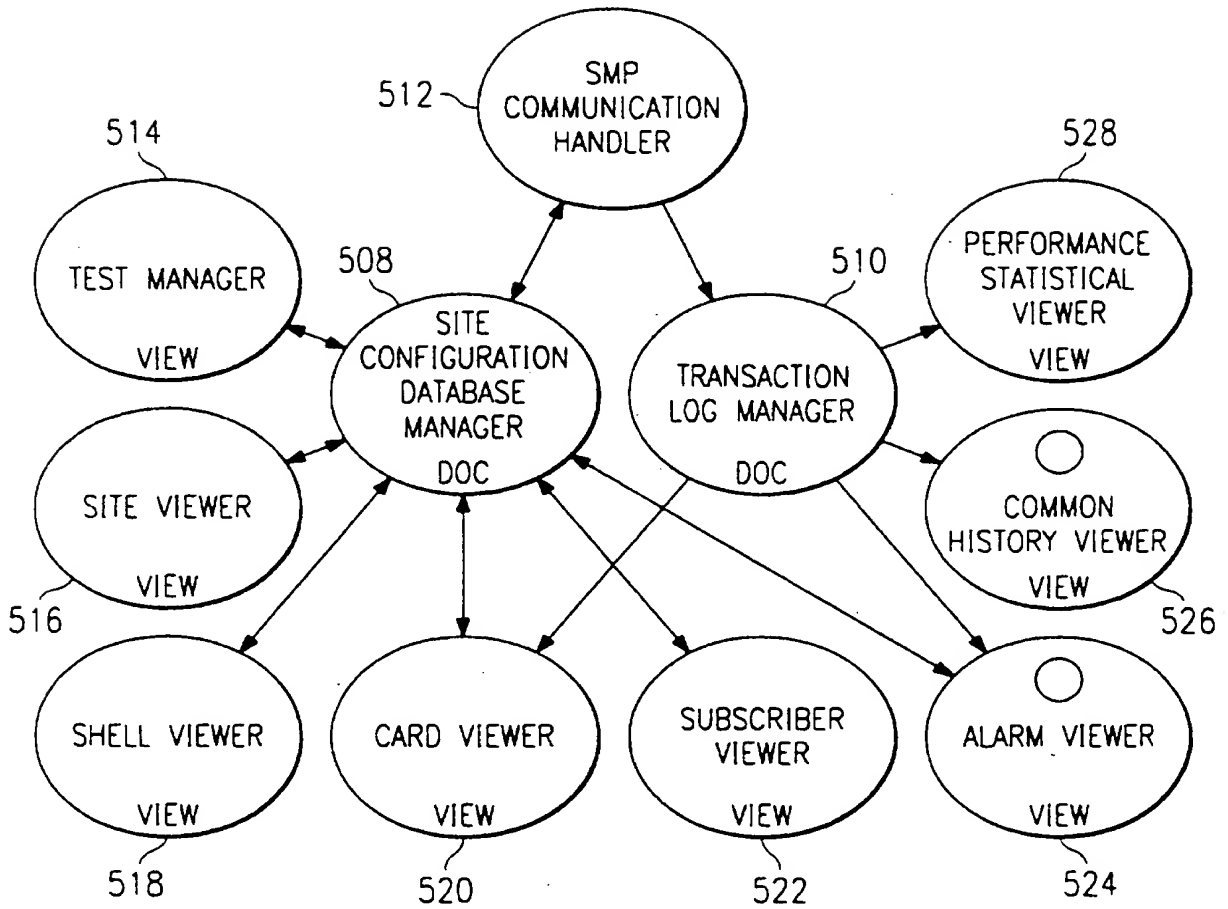 512
SMP
COMMUNICATION
HANDLER
514
TEST MANAGER
VIEW
508
SITE
CONFIGURATION
DATABASE
MANAGER
DOC
510
TRANSACTION
LOG MANAGER
DOC
528
PERFORMANCE
STATISTICAL
VIEWER
VIEW
SITE VIEWER
VIEW
516
COMMON
HISTORY VIEWER
VIEW
526
SHELL VIEWER
VIEW
518
CARD VIEWER
VIEW
520
SUBSCRIBER
VIEWER
VIEW
522
ALARM VIEWER
VIEW
524